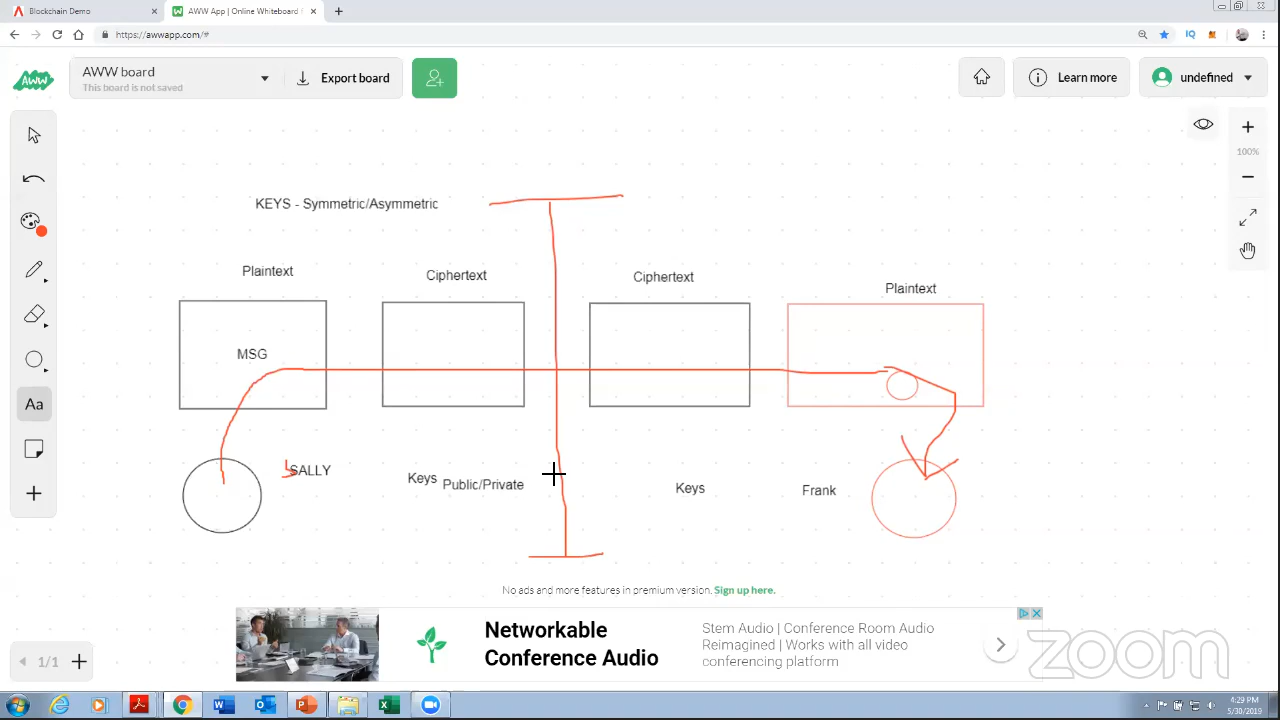 Blockchain Demo
AWW App | Online Whiteboard
https://awwapp.com/#
IQ
AWW
AWW board
This board is not saved
Export board
Learn more
undefined
100%
KEYS - Symmetric/Asymmetric
Plaintext
Ciphertext
Ciphertext
Plaintext
MSG
SALLY
Keys
Public/Private
Keys
Frank
Aa
No ads and more features in premium version. Sign up here.
Networkable
Conference Audio
Stem Audio | Conference Room Audio
Reimagined | Works with all video
conferencing platform
1/1
zoom
4:29 PM
5/30/2019